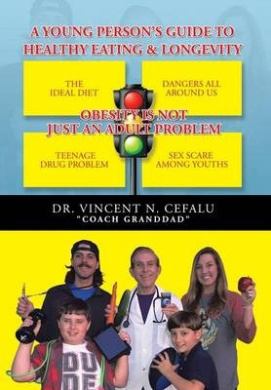 A YOUNG PERSON'S GUIDE TO
HEALTHY EATING & LONGEVITY
THE
IDEAL DIET
DANGERS ALL
AROUND US
OBESITY IS NOT
JUST AN ADULT PROBLEM
TEENAGE
DRUG PROBLEM
SEX SCARE
AMONG YOUTHS
DR. VINCENT N. CEFALU
"COACH GRANDDAD"
DUDE